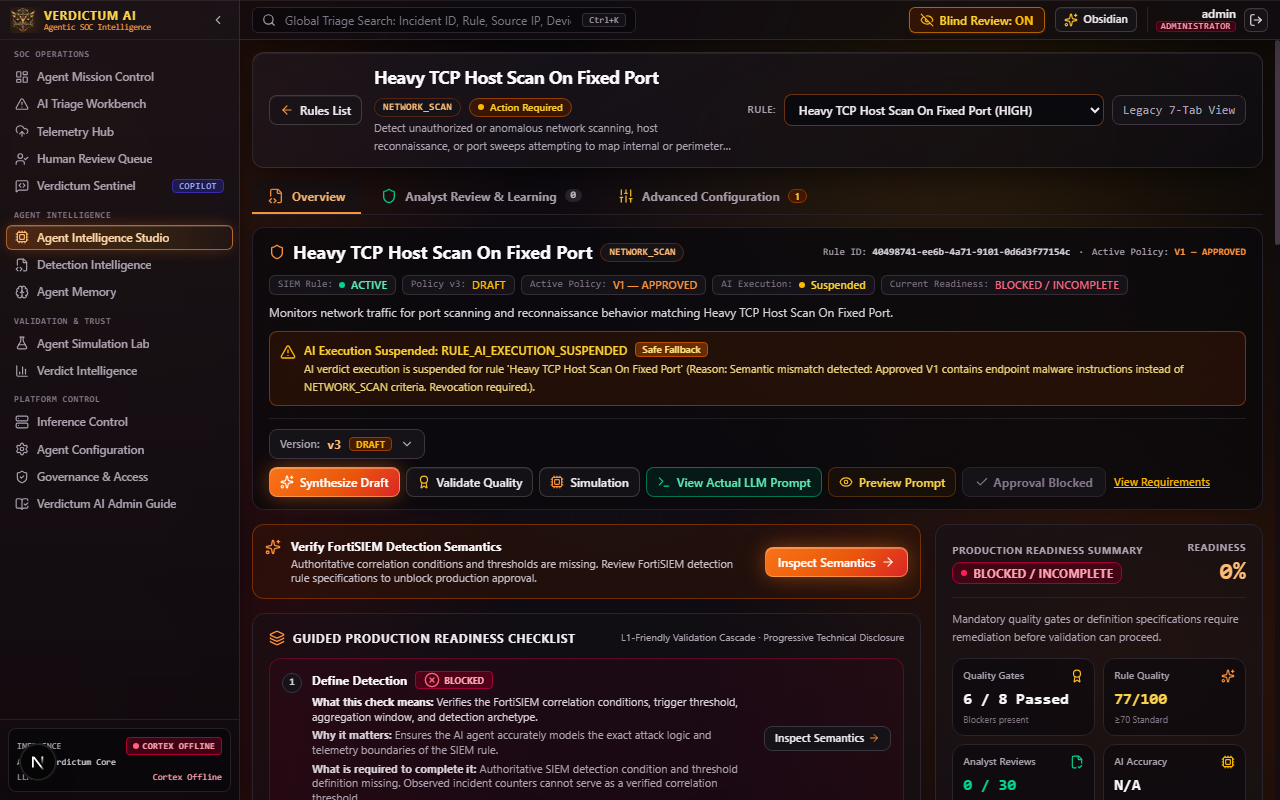 VERDICTUM AI
Agentic SOC Intelligence
Global Triage Search: Incident ID, Rule, Source IP, Devic
Ctrl+K
Blind Review: ON
Obsidian
admin
ADMINISTRATOR
SOC OPERATIONS
Agent Mission Control
AI Triage Workbench
Telemetry Hub
Human Review Queue
Verdictum Sentinel
COPILOT
AGENT INTELLIGENCE
Agent Intelligence Studio
Detection Intelligence
Agent Memory
VALIDATION & TRUST
Agent Simulation Lab
Verdict Intelligence
PLATFORM CONTROL
Inference Control
Agent Configuration
Governance & Access
Verdictum AI Admin Guide
CORTEX OFFLINE
N
rdictum Core
Cortex Offline
Rules List
Heavy TCP Host Scan On Fixed Port
NETWORK_SCAN
Action Required
Detect unauthorized or anomalous network scanning, host
reconnaissance, or port sweeps attempting to map internal or perimeter...
RULE:
Heavy TCP Host Scan On Fixed Port (HIGH)
Legacy 7-Tab View
Overview
Analyst Review & Learning 0
Advanced Configuration 1
Heavy TCP Host Scan On Fixed Port NETWORK_SCAN
Rule ID: 40498741-ee6b-4a71-9101-0d6d3f77154c · Active Policy: V1 — APPROVED
SIEM Rule: ACTIVE
Policy v3: DRAFT
Active Policy: V1 — APPROVED
AI Execution: Suspended
Current Readiness: BLOCKED / INCOMPLETE
Monitors network traffic for port scanning and reconnaissance behavior matching Heavy TCP Host Scan On Fixed Port.
AI Execution Suspended: RULE_AI_EXECUTION_SUSPENDED Safe Fallback
AI verdict execution is suspended for rule 'Heavy TCP Host Scan On Fixed Port' (Reason: Semantic mismatch detected: Approved V1 contains endpoint malware instructions instead of
NETWORK_SCAN criteria. Revocation required.).
Version: v3 DRAFT
Synthesize Draft
Validate Quality
Simulation
View Actual LLM Prompt
Preview Prompt
Approval Blocked
View Requirements
Verify FortiSIEM Detection Semantics
Authoritative correlation conditions and thresholds are missing. Review FortiSIEM detection
rule specifications to unblock production approval.
Inspect Semantics
GUIDED PRODUCTION READINESS CHECKLIST
L1-Friendly Validation Cascade · Progressive Technical Disclosure
1
Define Detection BLOCKED
What this check means: Verifies the FortiSIEM correlation conditions, trigger threshold,
aggregation window, and detection archetype.
Why it matters: Ensures the AI agent accurately models the exact attack logic and
telemetry boundaries of the SIEM rule.
What is required to complete it: Authoritative SIEM detection condition and threshold
definition missing. Observed incident counters cannot serve as a verified correlation
threshold.
Inspect Semantics
PRODUCTION READINESS SUMMARY
BLOCKED / INCOMPLETE
READINESS
0%
Mandatory quality gates or definition specifications require
remediation before validation can proceed.
Quality Gates
6 / 8 Passed
Blockers present
Rule Quality
77/100
≥70 Standard
Analyst Reviews
0 / 30
AI Accuracy
N/A